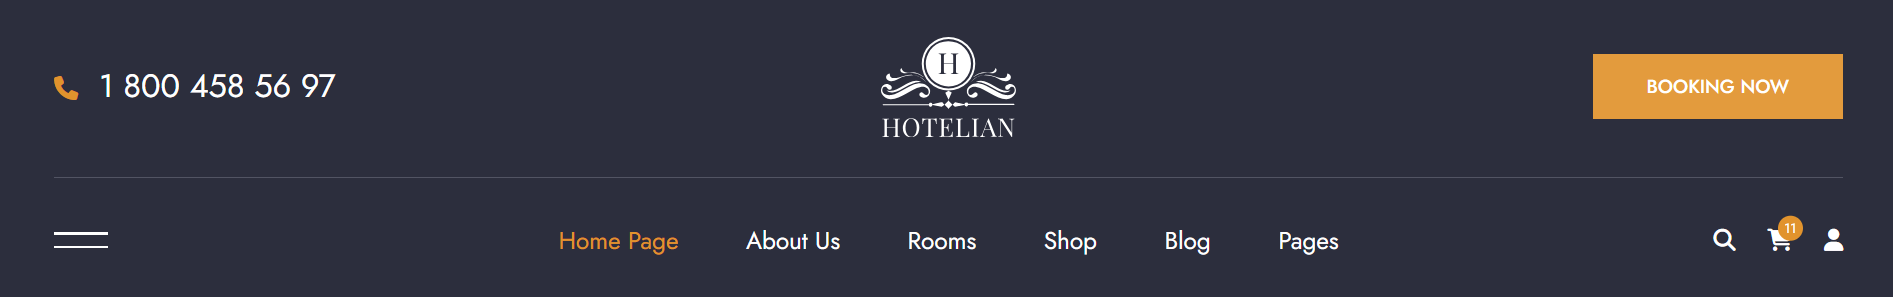 1 800 458 56 97
H
HOTELIAN
BOOKING NOW
Home Page About Us Rooms Shop Blog Pages
11